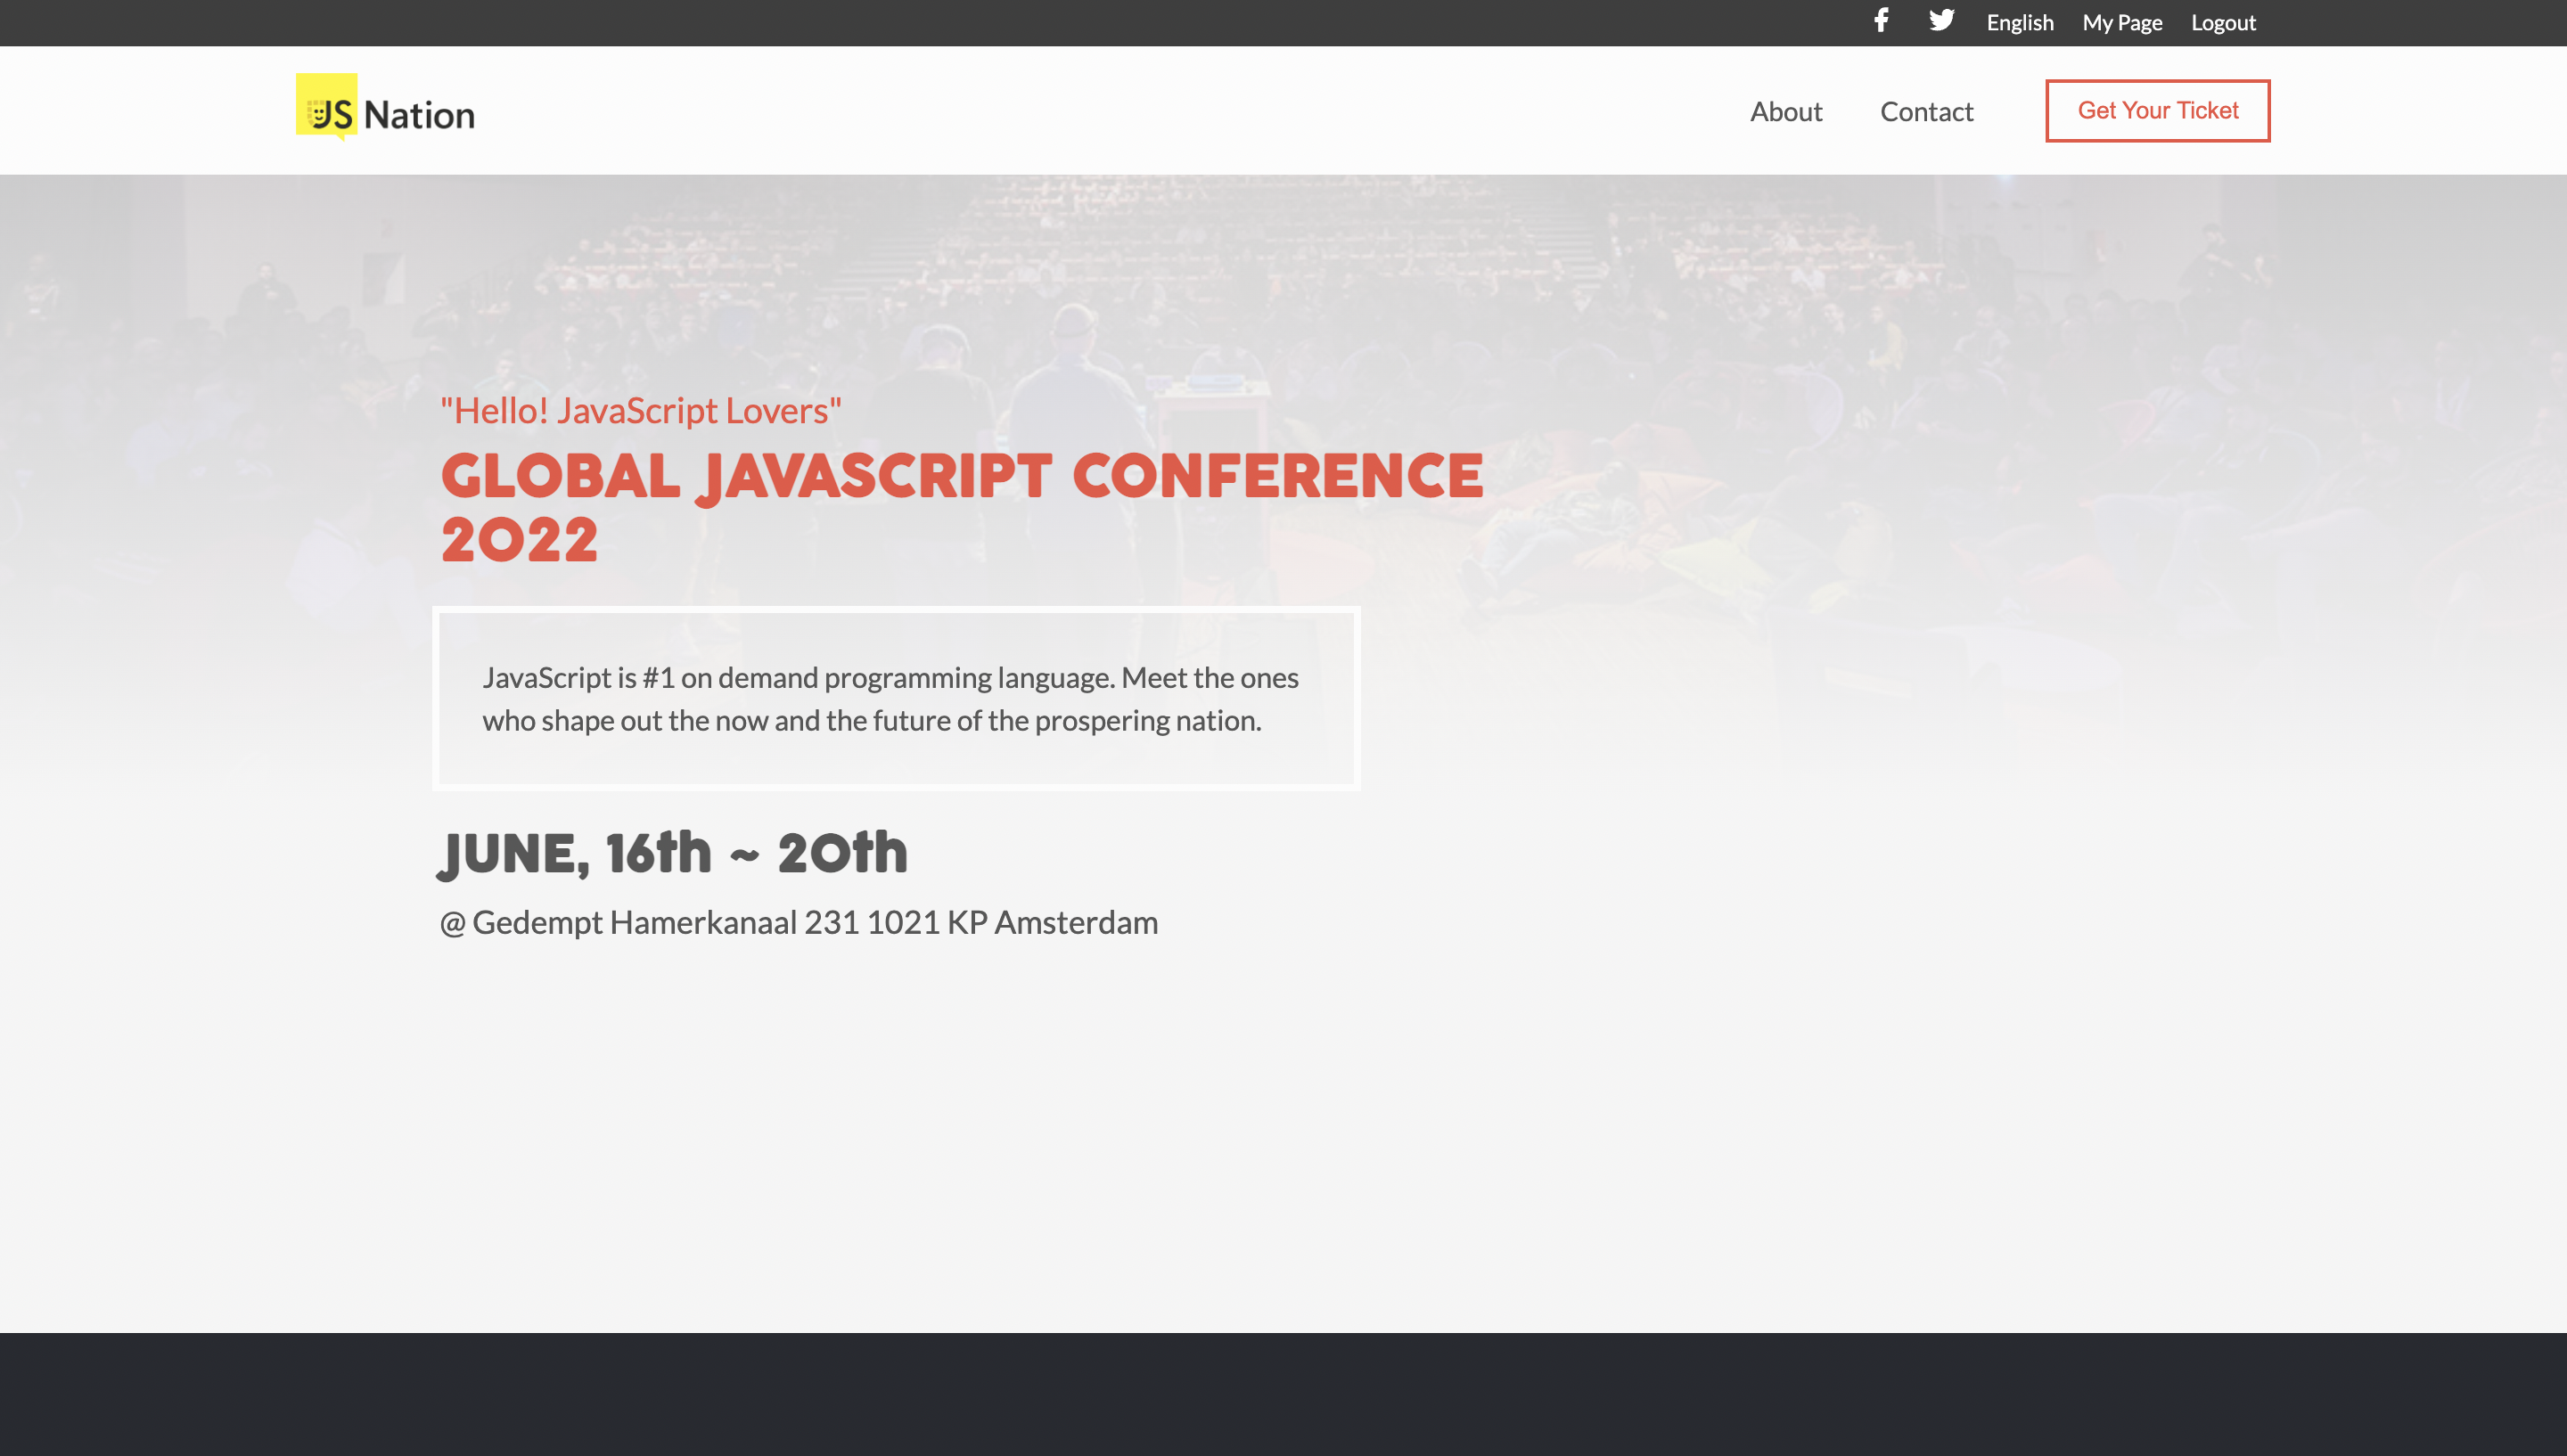 English My Page Logout
JS Nation
About Contact Get Your Ticket
"Hello! JavaScript Lovers"
GLOBAL JAVASCRIPT CONFERENCE
2022
JavaScript is #1 on demand programming language. Meet the ones
who shape out the now and the future of the prospering nation.
JUNE, 16th ~ 20th
@ Gedempt Hamerkanaal 231 1021 KP Amsterdam